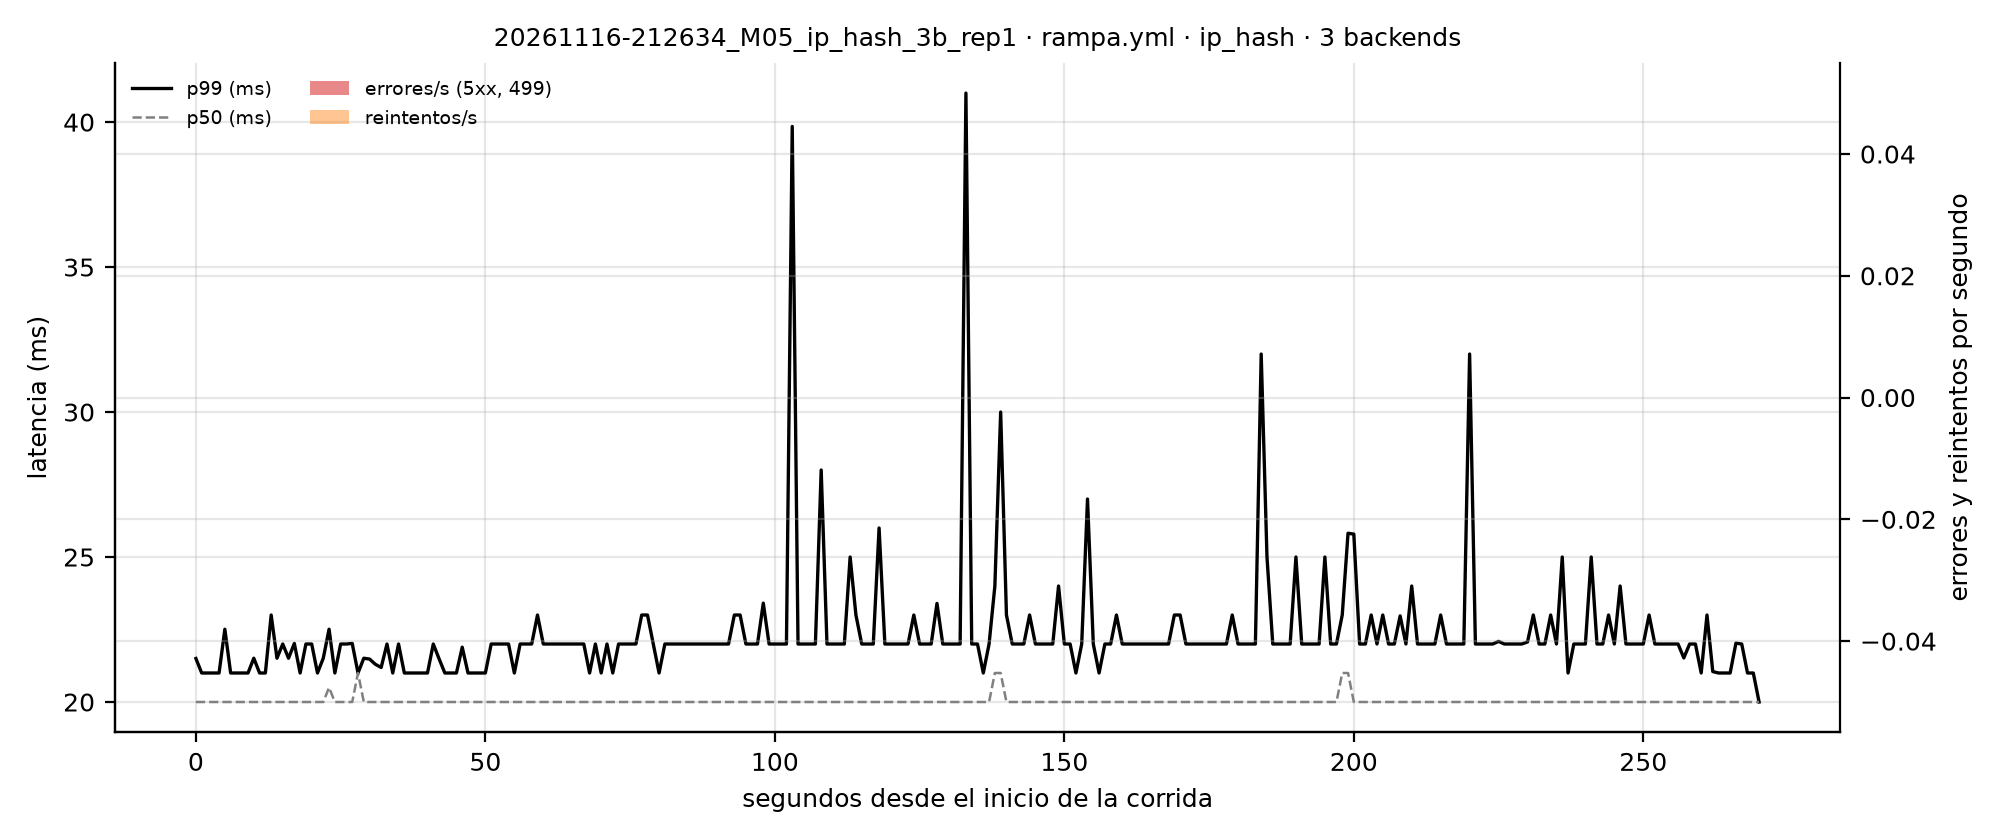 20261116-212634_M05_ip_hash_3b_rep1 · rampa.yml · ip_hash · 3 backends
p99 (ms)
p50 (ms)
errores/s (5xx, 499)
reintentos/s
latencia (ms)
40
35
30
25
20
0.04
0.02
0.00
−0.02
−0.04
errores y reintentos por segundo
0
50
100
150
200
250
segundos desde el inicio de la corrida